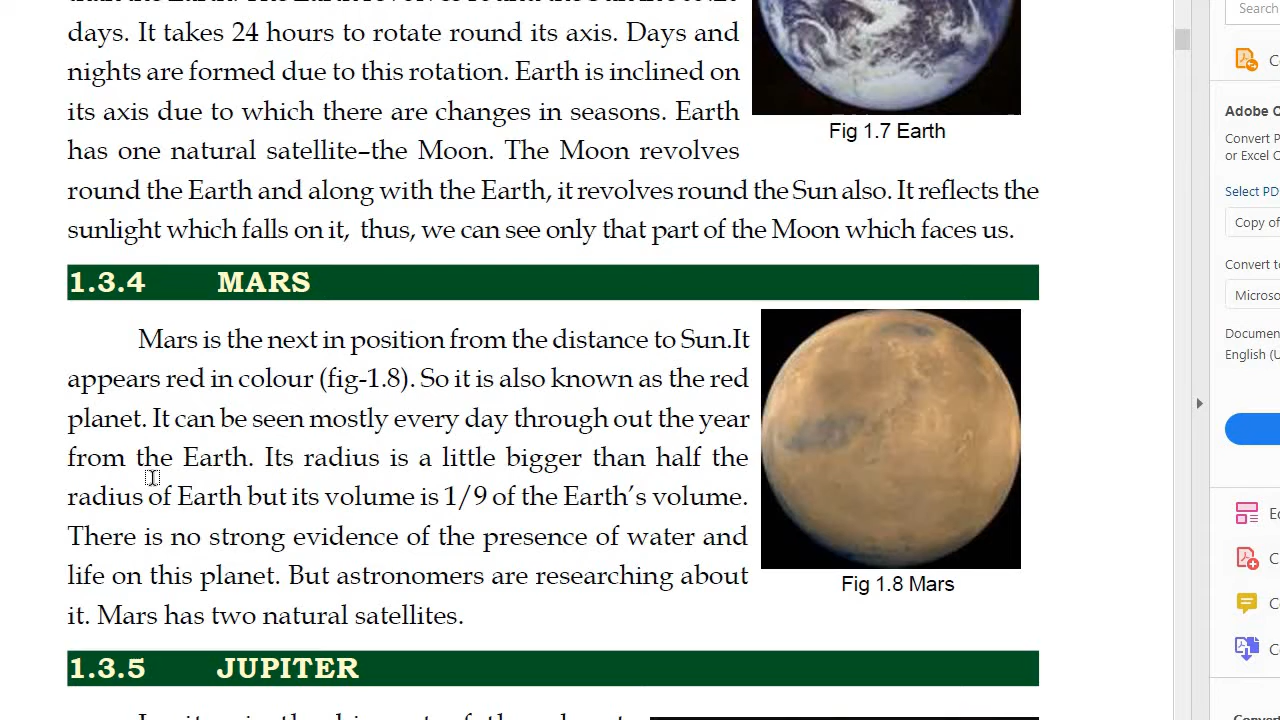 days. It takes 24 hours to rotate round its axis. Days and
nights are formed due to this rotation. Earth is inclined on
its axis due to which there are changes in seasons. Earth
has one natural satellite–the Moon. The Moon revolves
round the Earth and along with the Earth, it revolves round the Sun also. It reflects the
sunlight which falls on it, thus, we can see only that part of the Moon which faces us.
Fig 1.7 Earth
1.3.4 MARS
Mars is the next in position from the distance to Sun.It
appears red in colour (fig-1.8). So it is also known as the red
planet. It can be seen mostly every day through out the year
from the Earth. Its radius is a little bigger than half the
radius of Earth but its volume is 1/9 of the Earth's volume.
There is no strong evidence of the presence of water and
life on this planet. But astronomers are researching about
it. Mars has two natural satellites.
Fig 1.8 Mars
1.3.5 JUPITER
Search
Adobe
Convert P
or Excel
Select PD
Copy of
Convert to
Microso
Docum
English (U